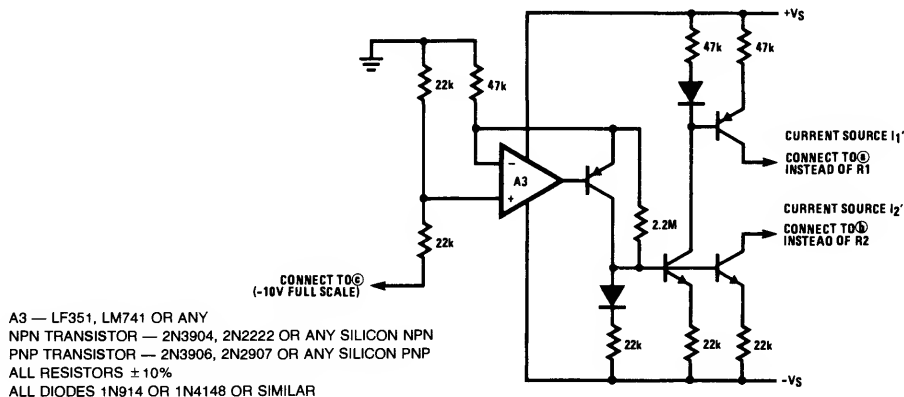 +VS
22k
47k
47k
47k
−
A3
+
CURRENT SOURCE I1'
CONNECT TO ⓐ
INSTEAD OF R1
2.2M
22k
CURRENT SOURCE I2'
CONNECT TO ⓑ
INSTEAO OF R2
CONNECT TO ⓒ
(-10V FULL SCALE)
22k
22k
22k
−VS
A3 — LF351, LM741 OR ANY
NPN TRANSISTOR — 2N3904, 2N2222 OR ANY SILICON NPN
PNP TRANSISTOR — 2N3906, 2N2907 OR ANY SILICON PNP
ALL RESISTORS ±10%
ALL DIODES 1N914 OR 1N4148 OR SIMILAR